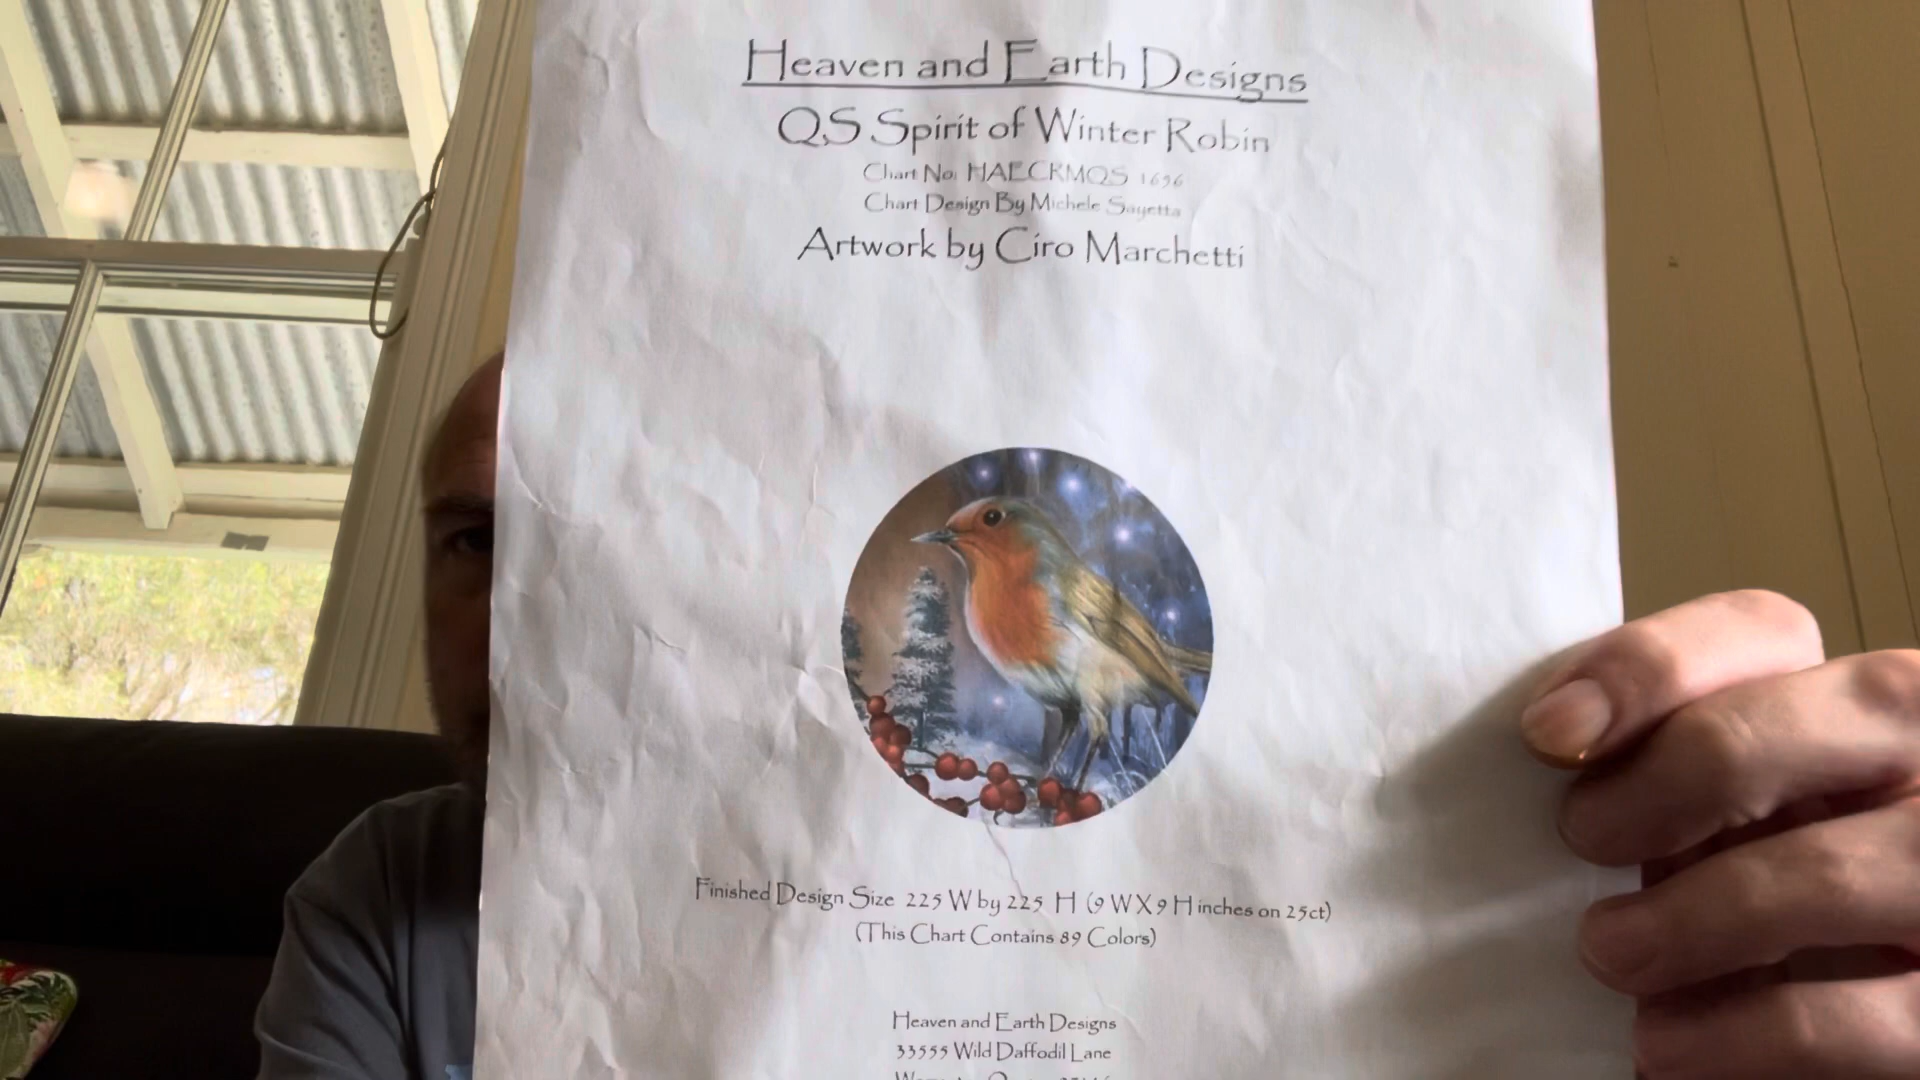 Heaven and Earth Designs
QS Spirit of Winter Robin
Chart No: HAECRMQS 1656
Chart Design By Michele Sayetta
Artwork by Ciro Marchetti
Finished Design Size 225 W by 225 H (9 W X 9 H inches on 25ct)
(This Chart Contains 89 Colors)
Heaven and Earth Designs
33555 Wild Daffodil Lane